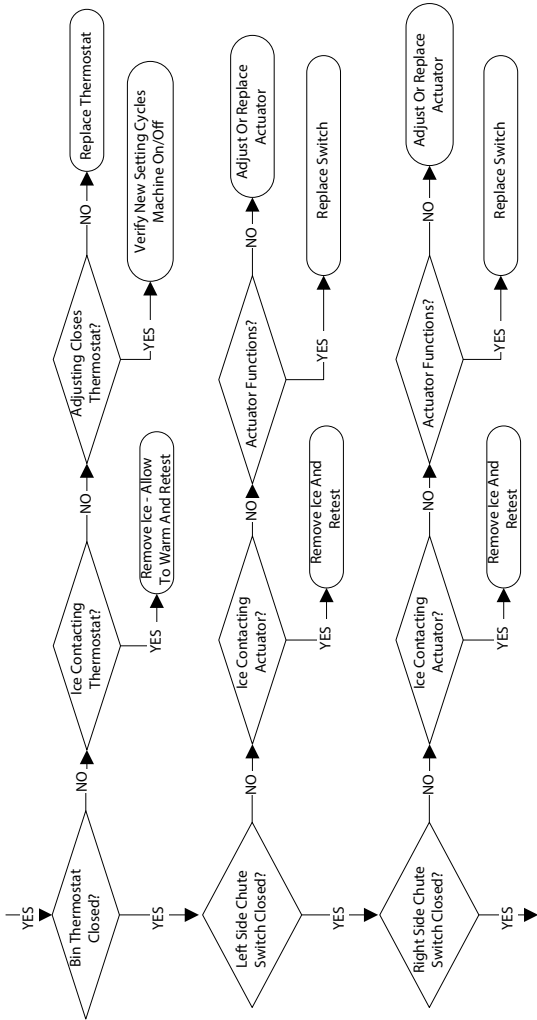 YES
Bin Thermostat
Closed?
NO
Ice Contacting
Thermostat?
NO
Adjusting Closes
Thermostat?
NO
Replace Thermostat
YES
Remove Ice - Allow
To Warm And Retest
YES
Verify New Setting Cycles
Machine On/Off
YES
Left Side Chute
Switch Closed?
NO
Ice Contacting
Actuator?
NO
Actuator Functions?
NO
Adjust Or Replace
Actuator
YES
Remove Ice And
Retest
YES
Replace Switch
YES
Right Side Chute
Switch Closed?
NO
Ice Contacting
Actuator?
NO
Actuator Functions?
NO
Adjust Or Replace
Actuator
YES
Remove Ice And
Retest
YES
Replace Switch
YES